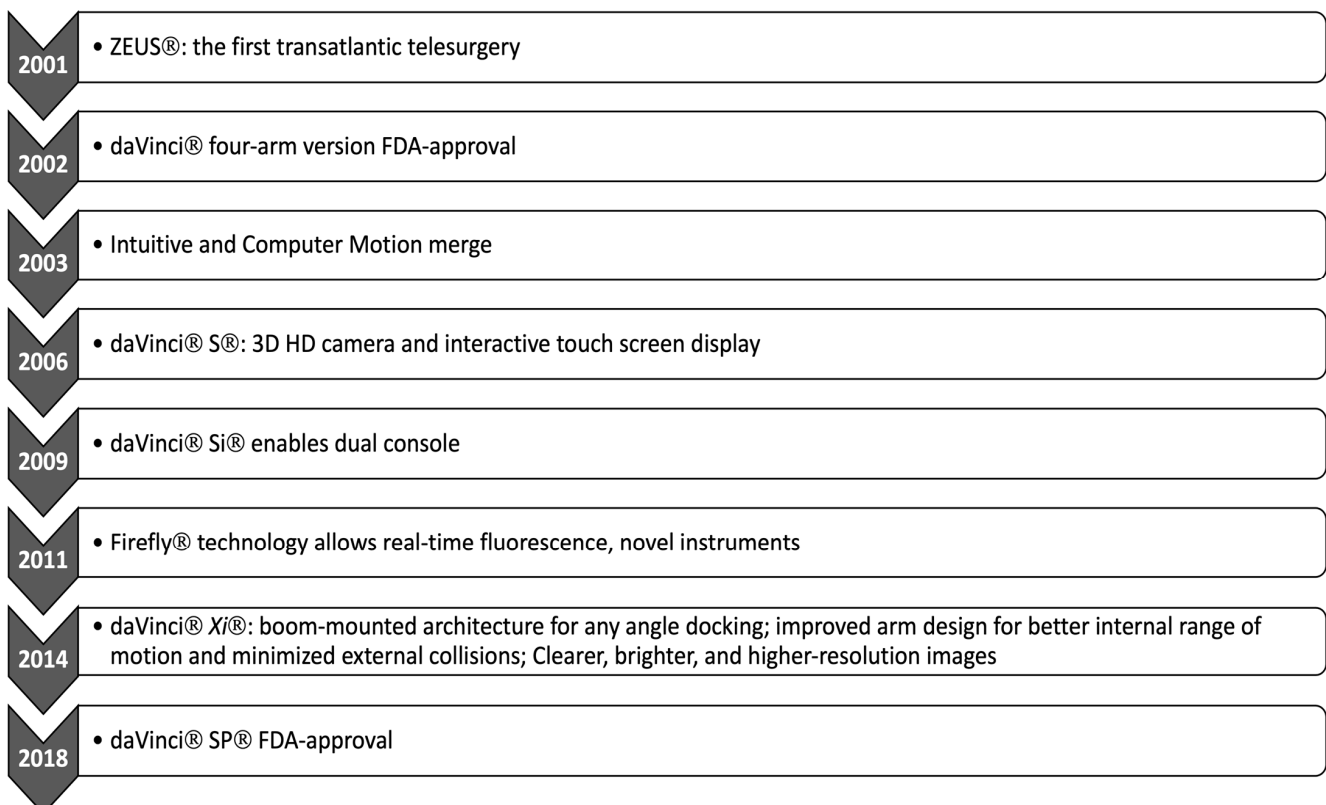 2001
• ZEUS®: the first transatlantic telesurgery
2002
• daVinci® four-arm version FDA-approval
2003
• Intuitive and Computer Motion merge
2006
• daVinci® S®: 3D HD camera and interactive touch screen display
2009
• daVinci® Si® enables dual console
2011
• Firefly® technology allows real-time fluorescence, novel instruments
2014
• daVinci® Xi®: boom-mounted architecture for any angle docking; improved arm design for better internal range of
motion and minimized external collisions; Clearer, brighter, and higher-resolution images
2018
• daVinci® SP® FDA-approval